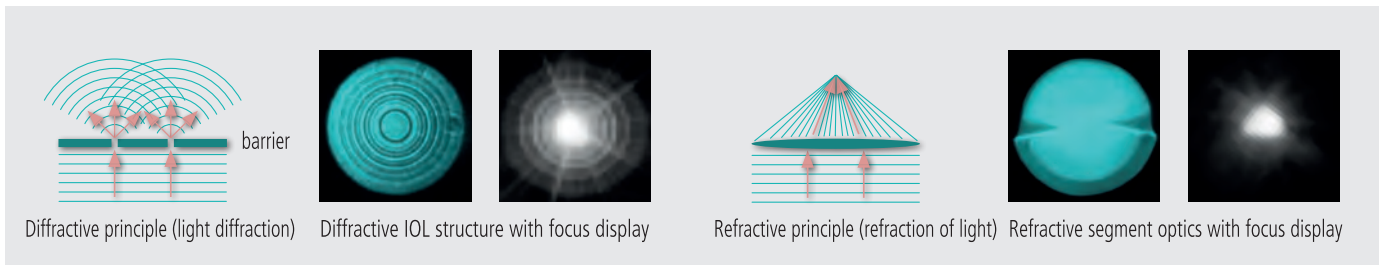 barrier
Diffractive principle (light diffraction)
Diffractive IOL structure with focus display
Refractive principle (refraction of light)
Refractive segment optics with focus display